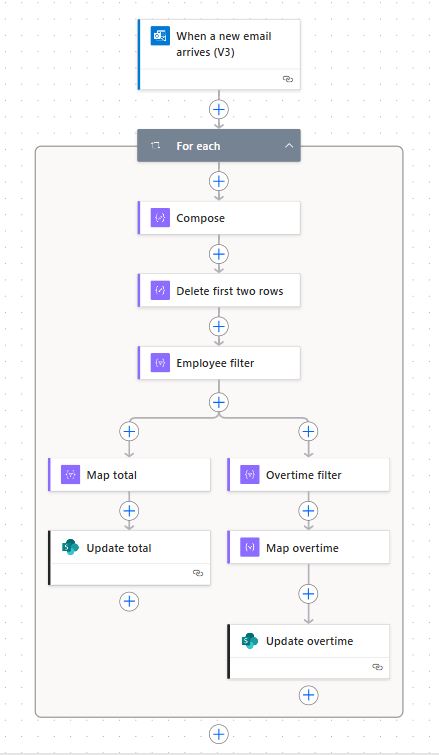 When a new email
arrives (V3)
For each
Compose
Delete first two rows
Employee filter
Map total
Overtime filter
Update total
Map overtime
Update overtime